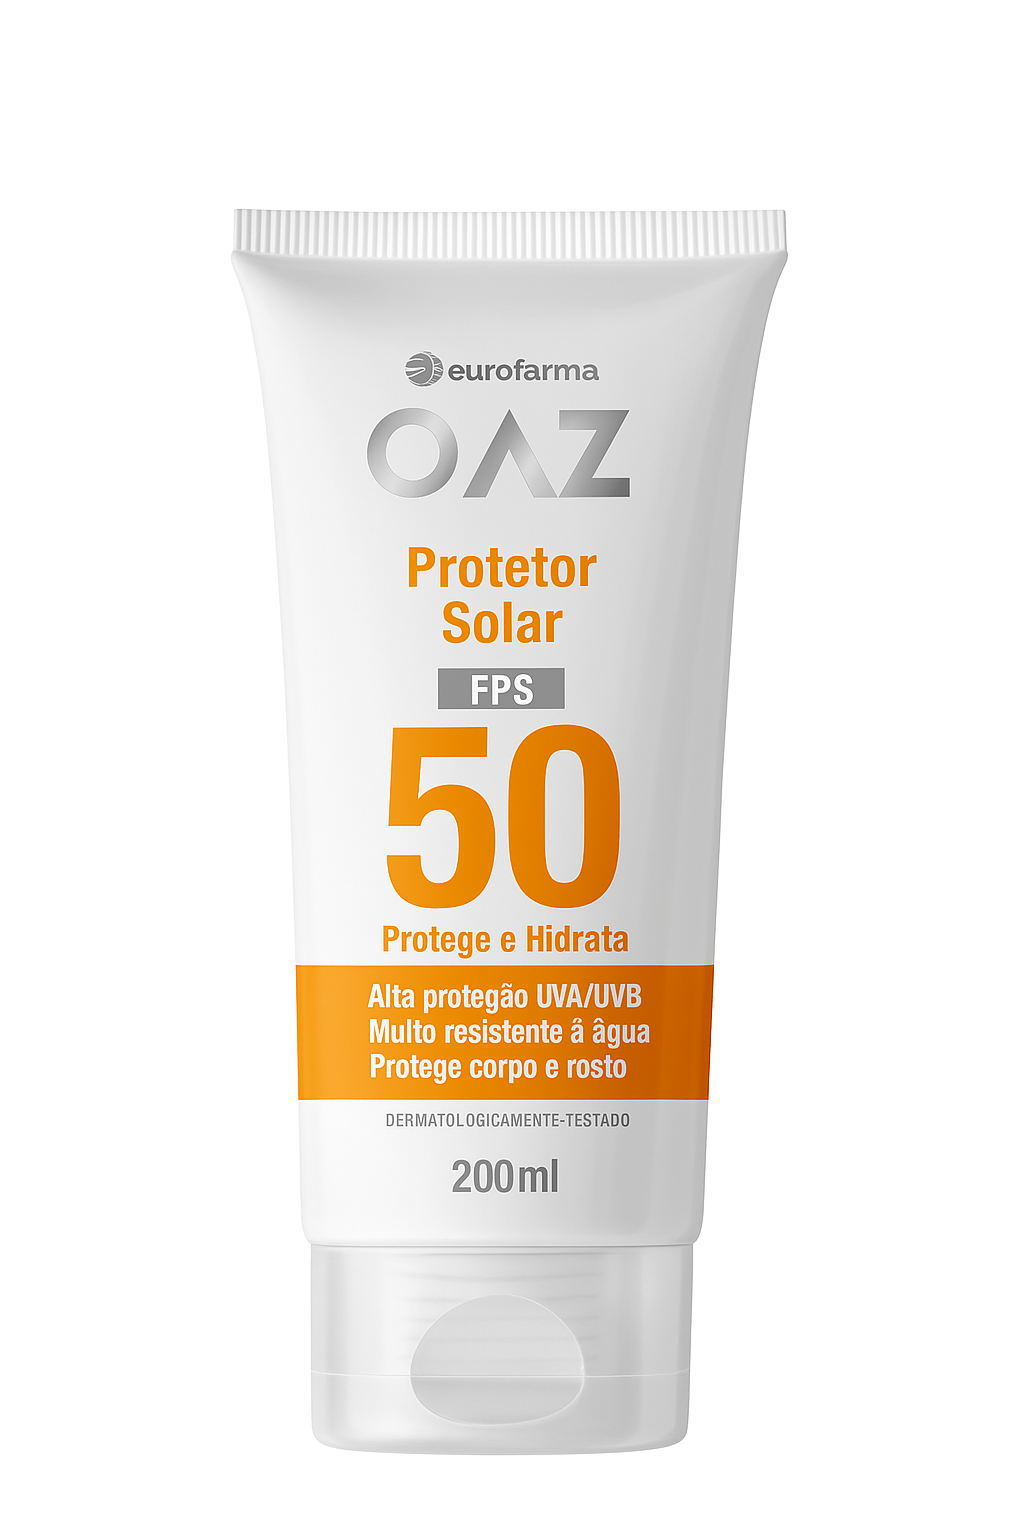 eurofarma
OAZ
Protetor
Solar
FPS
50
Protege e Hidrata
Alta protegão UVA/UVB
Multo resistente á âgua
Protege corpo e rosto
DERMATOLOGICAMENTE-TESTADO
200ml